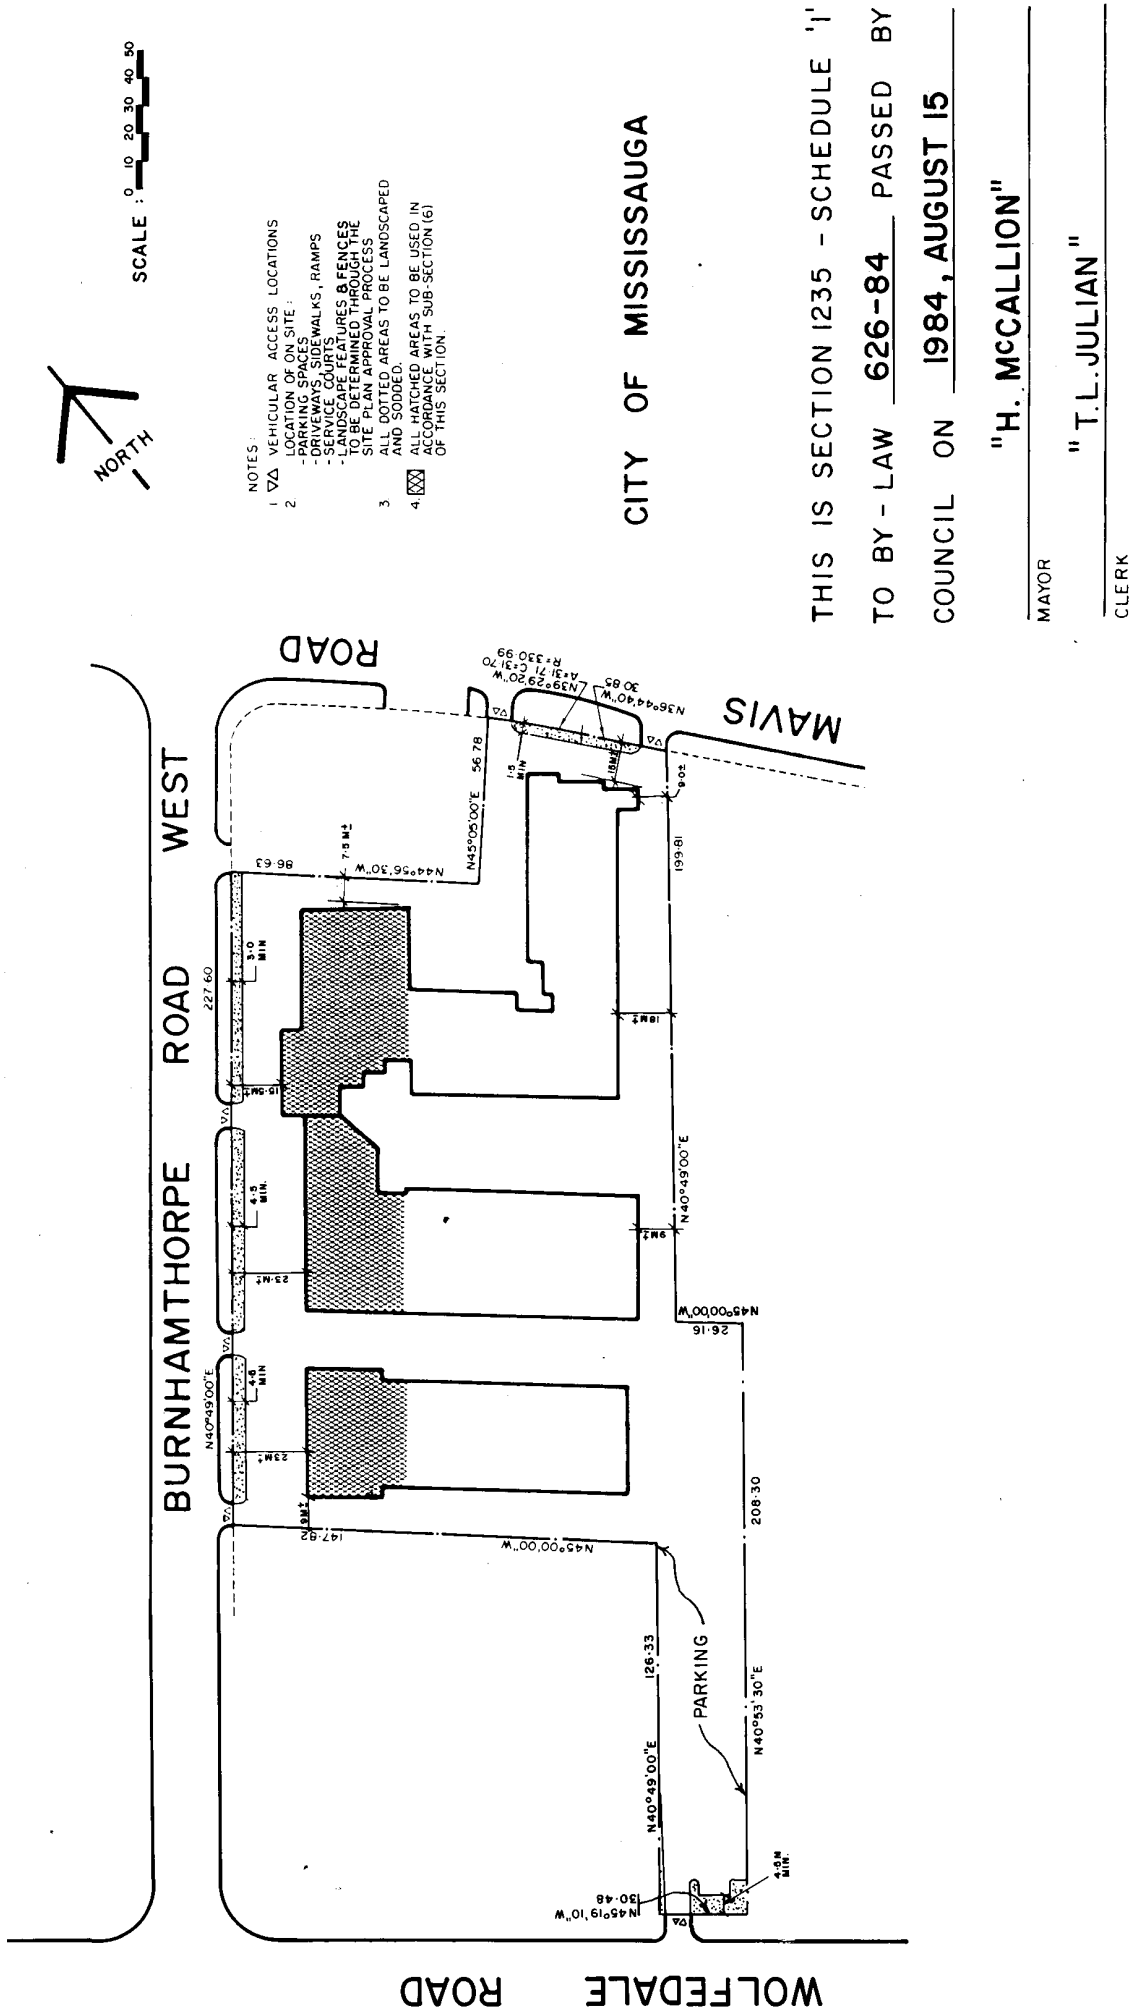 SCALE : 0 10 20 30 40 50
NORTH
NOTES :
1 VEHICULAR ACCESS LOCATIONS
2. LOCATION OF ON SITE :
- PARKING SPACES
- DRIVEWAYS, SIDEWALKS, RAMPS
- SERVICE COURTS
- LANDSCAPE FEATURES & FENCES
TO BE DETERMINED THROUGH THE
SITE PLAN APPROVAL PROCESS
3. ALL DOTTED AREAS TO BE LANDSCAPED
AND SODDED.
4. ALL HATCHED AREAS TO BE USED IN
ACCORDANCE WITH SUB-SECTION (6)
OF THIS SECTION.
CITY OF MISSISSAUGA
THIS IS SECTION 1235 - SCHEDULE 'I'
TO BY - LAW 626-84 PASSED BY
COUNCIL ON 1984, AUGUST 15
"H. McCALLION"
MAYOR
"T.L. JULIAN"
CLERK
BURNHAMTHORPE ROAD WEST
MAVIS ROAD
WOLFEDALE ROAD
N40°49'00"E
227.60
86.63
N44°56'30"W
7.5 M±
N45°05'00"E 56.78
N39°29'20"W
A=31.71 C=31.70
R=330.99
30.85
N36°44'40"W
1.5
MIN
15M±
9.0±
199.81
18M±
N40°49'00"E
9M±
N45°00'00"W
26.16
208.30
N40°53'30"E
3.0
MIN
15.5M±
4.5
MIN.
23.M±
4.5
MIN
23M±
9M±
147.82
N45°00'00"W
126.33
N40°49'00"E
PARKING
N45°19'10"W
30.48
4.5M
MIN.